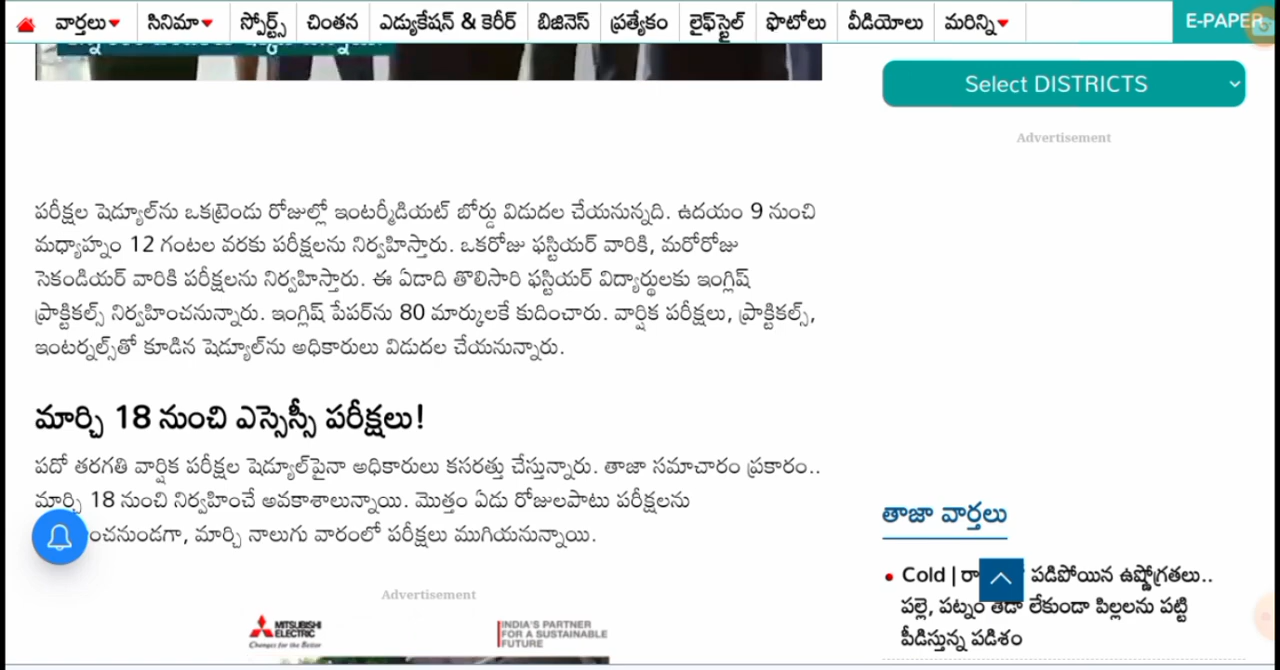 వార్తలు
సినిమా
స్పోర్ట్స్
చింతన
ఎడ్యుకేషన్ & కెరీర్
బిజినెస్
ప్రత్యేకం
లైఫ్‌స్టైల్
ఫొటోలు
వీడియోలు
మరిన్ని
E-PAPER
Select DISTRICTS
Advertisement
పరీక్షల షెడ్యూల్‌ను ఒకట్రెండు రోజుల్లో ఇంటర్మీడియట్‌ బోర్డు విడుదల చేయనున్నది. ఉదయం 9 నుంచి
మధ్యాహ్నం 12 గంటల వరకు పరీక్షలను నిర్వహిస్తారు. ఒకరోజు ఫస్టియర్‌ వారికి, మరోరోజు
సెకండియర్‌ వారికి పరీక్షలను నిర్వహిస్తారు. ఈ ఏడాది తొలిసారి ఫస్టియర్‌ విద్యార్థులకు ఇంగ్లిష్‌
ప్రాక్టికల్స్‌ నిర్వహించనున్నారు. ఇంగ్లిష్‌ పేపర్‌ను 80 మార్కులకే కుదించారు. వార్షిక పరీక్షలు, ప్రాక్టికల్స్‌,
ఇంటర్నల్స్‌తో కూడిన షెడ్యూల్‌ను అధికారులు విడుదల చేయనున్నారు.
మార్చి 18 నుంచి ఎస్సెస్సీ పరీక్షలు!
పదో తరగతి వార్షిక పరీక్షల షెడ్యూల్‌పైనా అధికారులు కసరత్తు చేస్తున్నారు. తాజా సమాచారం ప్రకారం..
మార్చి 18 నుంచి నిర్వహించే అవకాశాలున్నాయి. మొత్తం ఏడు రోజులపాటు పరీక్షలను
మార్చి నాలుగు వారంలో పరీక్షలు ముగియనున్నాయి.
Advertisement
MITSUBISHI
ELECTRIC
Changes for the Better
INDIA'S PARTNER
FOR A SUSTAINABLE
FUTURE
తాజా వార్తలు
Cold | పడిపోయిన ఉష్ణోగ్రతలు..
పల్లె, పట్నం తేడా లేకుండా పిల్లలను పట్టి
పీడిస్తున్న పడిశం